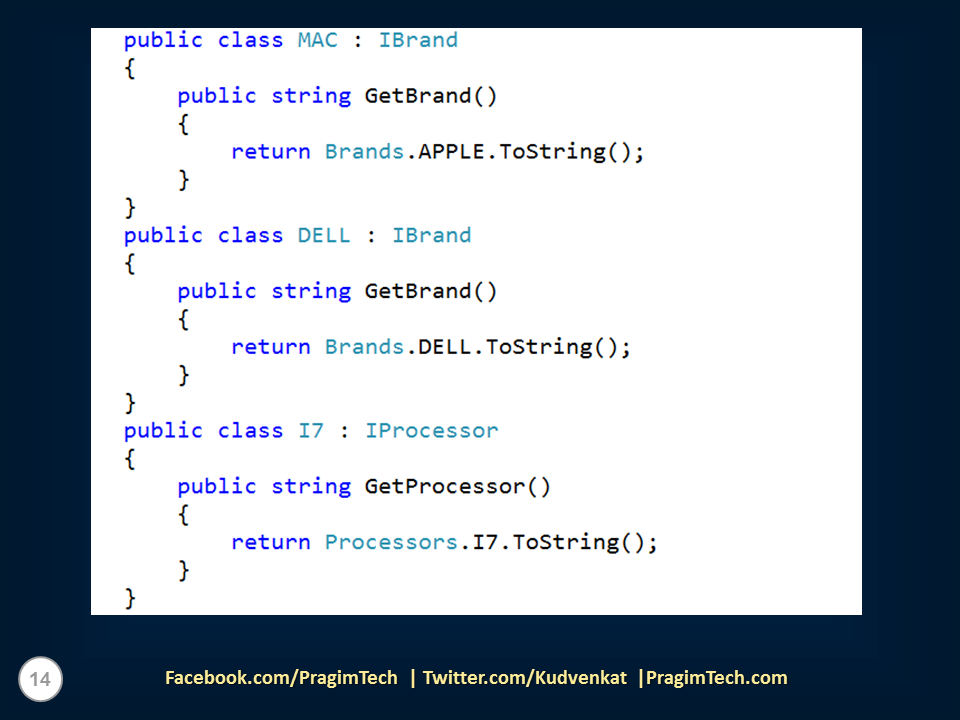 public class MAC : IBrand
{
    public string GetBrand()
    {
        return Brands.APPLE.ToString();
    }
}
public class DELL : IBrand
{
    public string GetBrand()
    {
        return Brands.DELL.ToString();
    }
}
public class I7 : IProcessor
{
    public string GetProcessor()
    {
        return Processors.I7.ToString();
    }
}
14
Facebook.com/PragimTech | Twitter.com/Kudvenkat |PragimTech.com